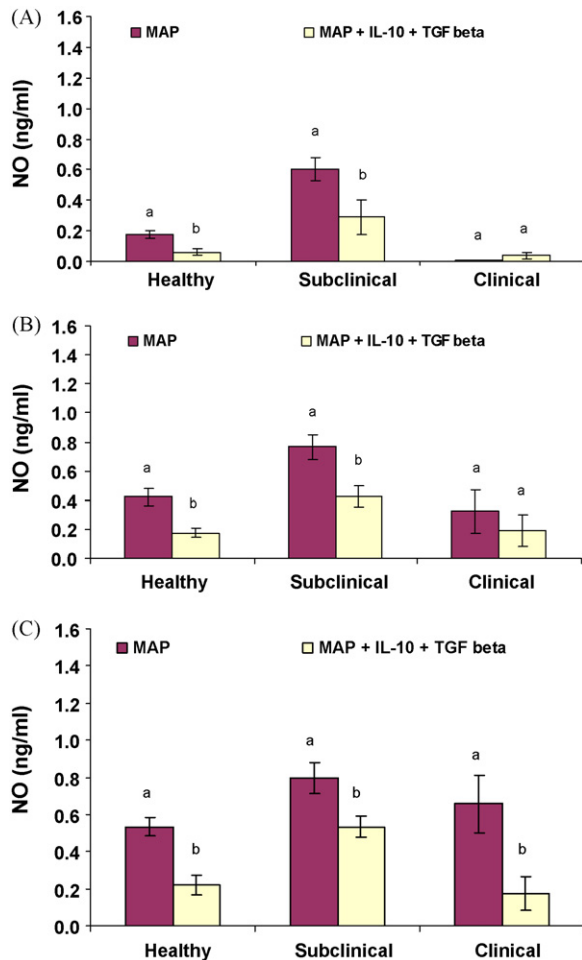 (A)
MAP MAP + IL-10 + TGF beta
NO (ng/ml)
1.6
1.4
1.2
1.0
0.8
0.6
0.4
0.2
0.0
a b a b a a
Healthy Subclinical Clinical
(B)
MAP MAP + IL-10 + TGF beta
NO (ng/ml)
1.6
1.4
1.2
1.0
0.8
0.6
0.4
0.2
0.0
a b a b a a
Healthy Subclinical Clinical
(C)
MAP MAP + IL-10 + TGF beta
NO (ng/ml)
1.6
1.4
1.2
1.0
0.8
0.6
0.4
0.2
0.0
a b a b a b
Healthy Subclinical Clinical